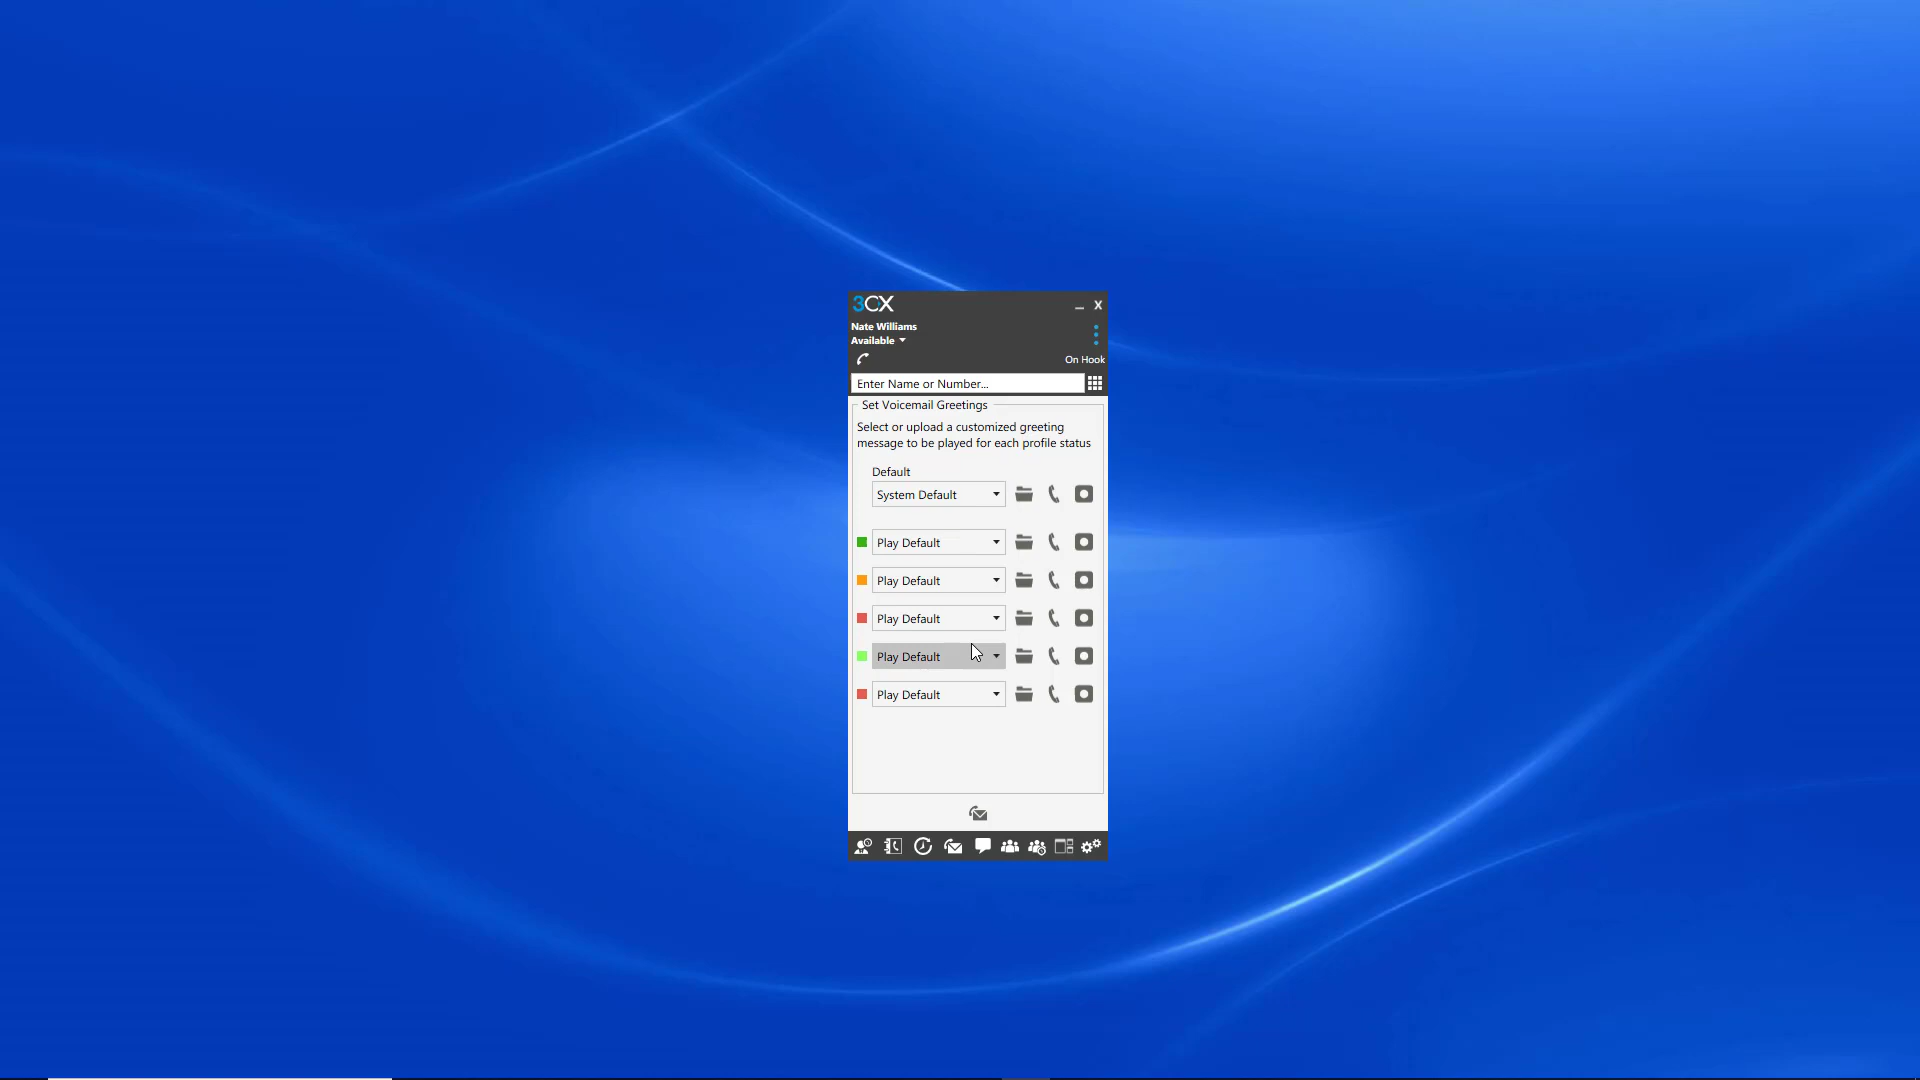 3CX
Nate Williams
Available
On Hook
Enter Name or Number...
Set Voicemail Greetings
Select or upload a customized greeting
message to be played for each profile status
Default
System Default
Play Default
Play Default
Play Default
Play Default
Play Default